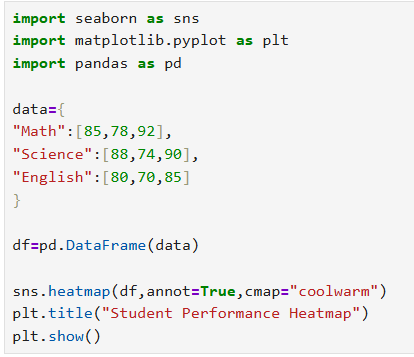 import seaborn as sns
import matplotlib.pyplot as plt
import pandas as pd
data={
"Math":[85,78,92],
"Science":[88,74,90],
"English":[80,70,85]
}
df=pd.DataFrame(data)
sns.heatmap(df,annot=True,cmap="coolwarm")
plt.title("Student Performance Heatmap")
plt.show()